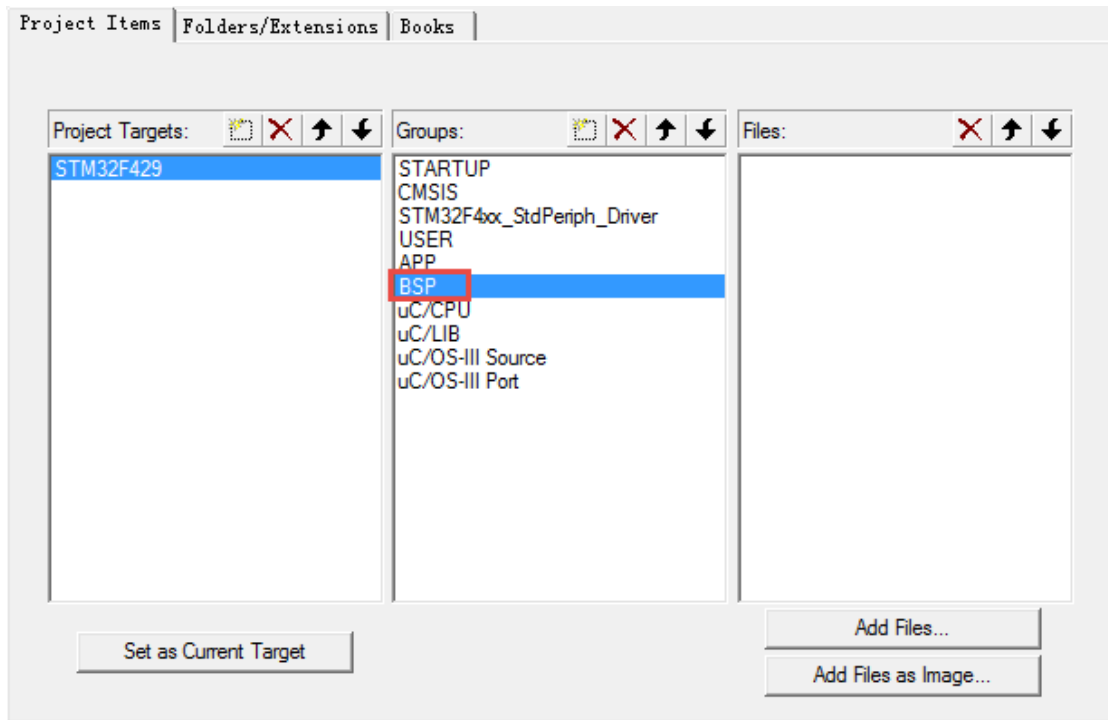 Project Items Folders/Extensions Books
Project Targets: Groups: Files:
STM32F429
STARTUP
CMSIS
STM32F4xx_StdPeriph_Driver
USER
APP
BSP
uC/CPU
uC/LIB
uC/OS-III Source
uC/OS-III Port
Set as Current Target
Add Files...
Add Files as Image...